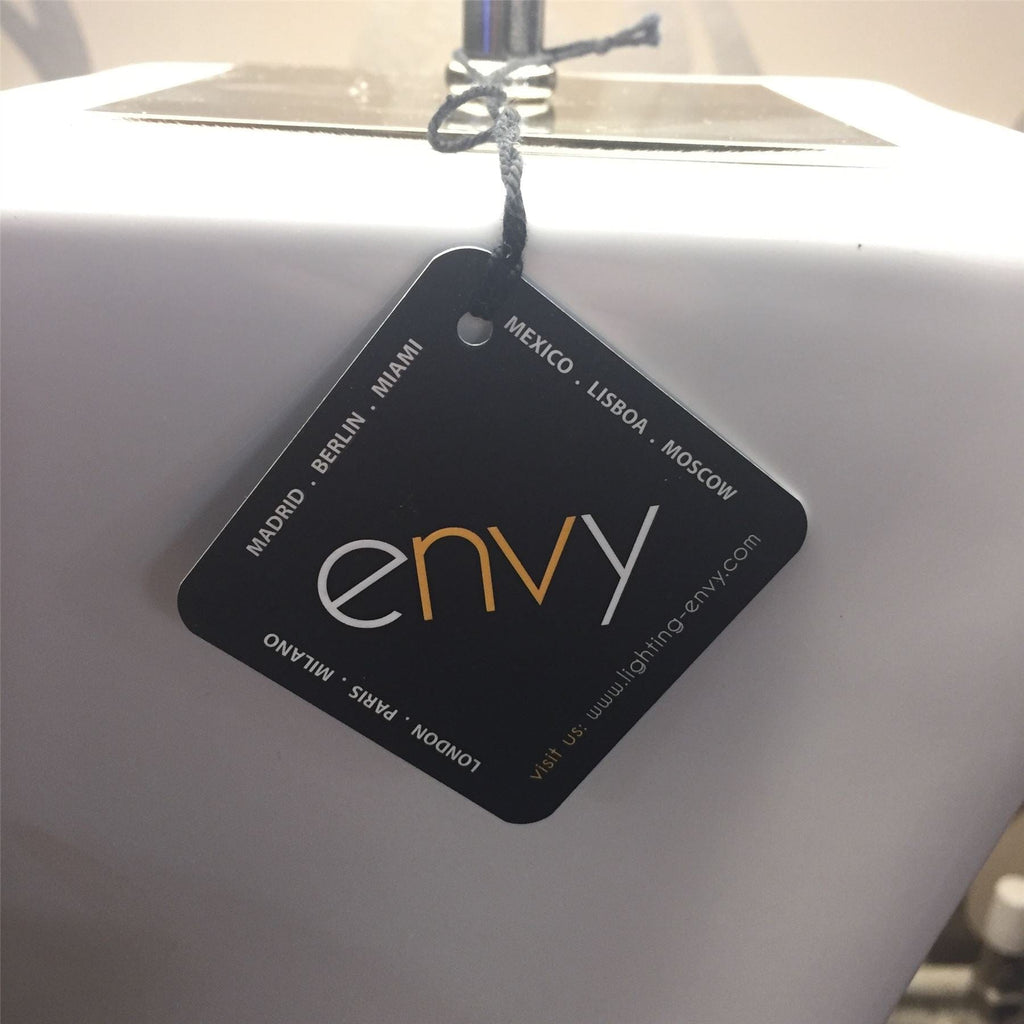 MADRID . BERLIN . MIAMI
MEXICO . LISBOA . MOSCOW
envy
LONDON . PARIS . MILANO
visit us: www.lighting-envy.com